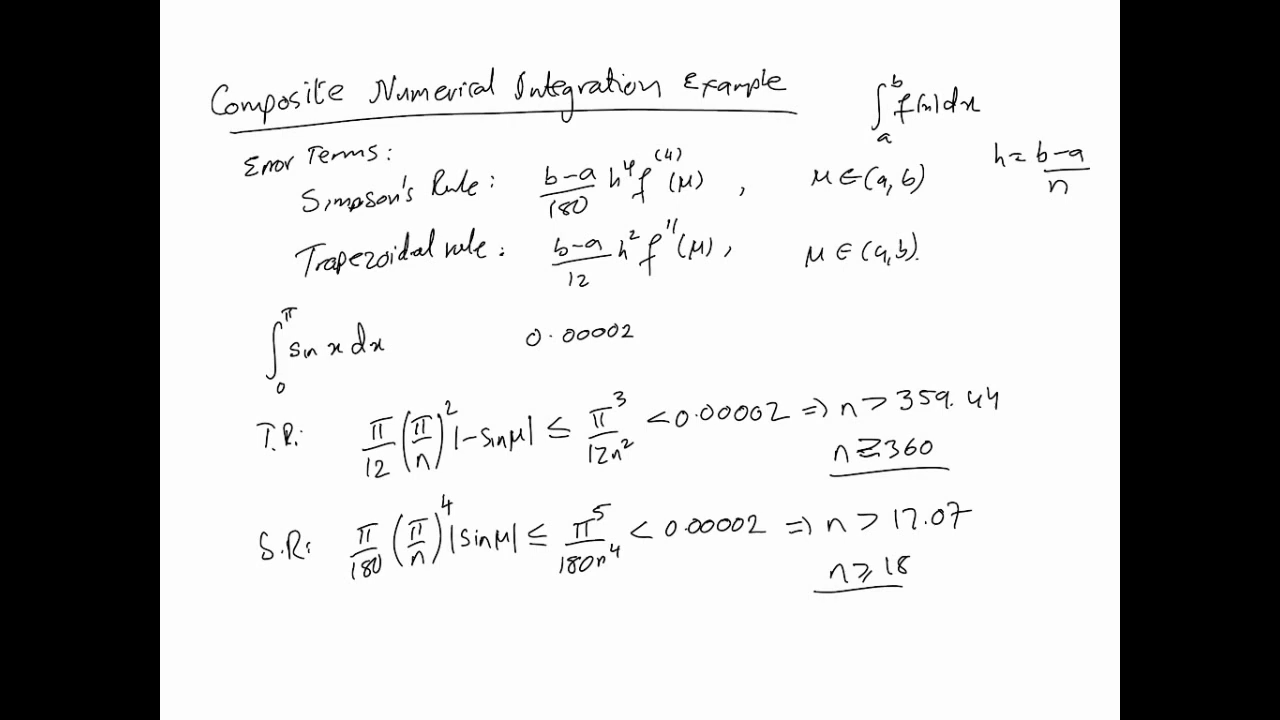 Composite Numerical Integration Example
∫_a^b f(x)dx
Error Terms:
h = (b-a)/n
Simpson's Rule: (b-a)/180 h^4 f^(4) (μ), μ ∈ (a, b)
Trapezoidal rule: (b-a)/12 h^2 f''(μ), μ ∈ (a,b).
∫_0^π sin x dx 0.00002
T.R: π/12 (π/n)^2 |-sinμ| ≤ π^3/12n^2 < 0.00002 => n > 359.44
n ≥ 360
S.R: π/180 (π/n)^4 |sinμ| ≤ π^5/180n^4 < 0.00002 => n > 17.07
n ≥ 18